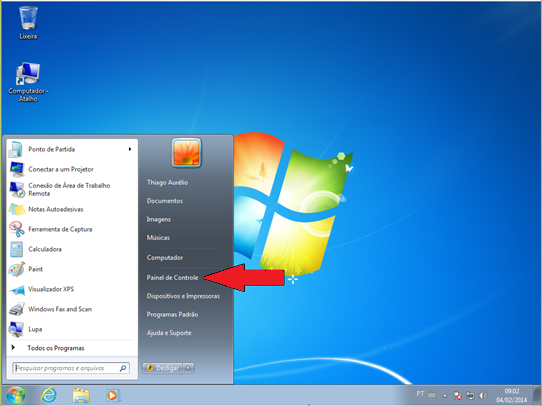 Lixeira
Computador -
Atalho
Ponto de Partida
Conectar a um Projetor
Conexão de Área de Trabalho
Remota
Notas Autoadesivas
Ferramenta de Captura
Calculadora
Paint
Visualizador XPS
Windows Fax and Scan
Lupa
Todos os Programas
Pesquisar programas e arquivos
Thiago Aurélio
Documentos
Imagens
Músicas
Computador
Painel de Controle
Dispositivos e Impressoras
Programas Padrão
Ajuda e Suporte
Desligar
PT
09:02
04/02/2014